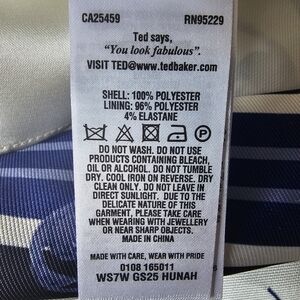 CA25459 RN95229
Ted says,
"You look fabulous".
VISIT TED@www.tedbaker.com
SHELL: 100% POLYESTER
LINING: 96% POLYESTER
4% ELASTANE
P
DO NOT WASH. DO NOT USE
PRODUCTS CONTAINING BLEACH,
OIL OR ALCOHOL. DO NOT TUMBLE
DRY. COOL IRON ON REVERSE. DRY
CLEAN ONLY. DO NOT LEAVE IN
DIRECT SUNLIGHT. DUE TO THE
DELICATE NATURE OF THIS
GARMENT, PLEASE TAKE CARE
WHEN WEARING WITH JEWELLERY
OR NEAR SHARP OBJECTS.
MADE IN CHINA
MADE WITH CARE, WEAR WITH PRIDE
0108 165011
WS7W GS25 HUNAH